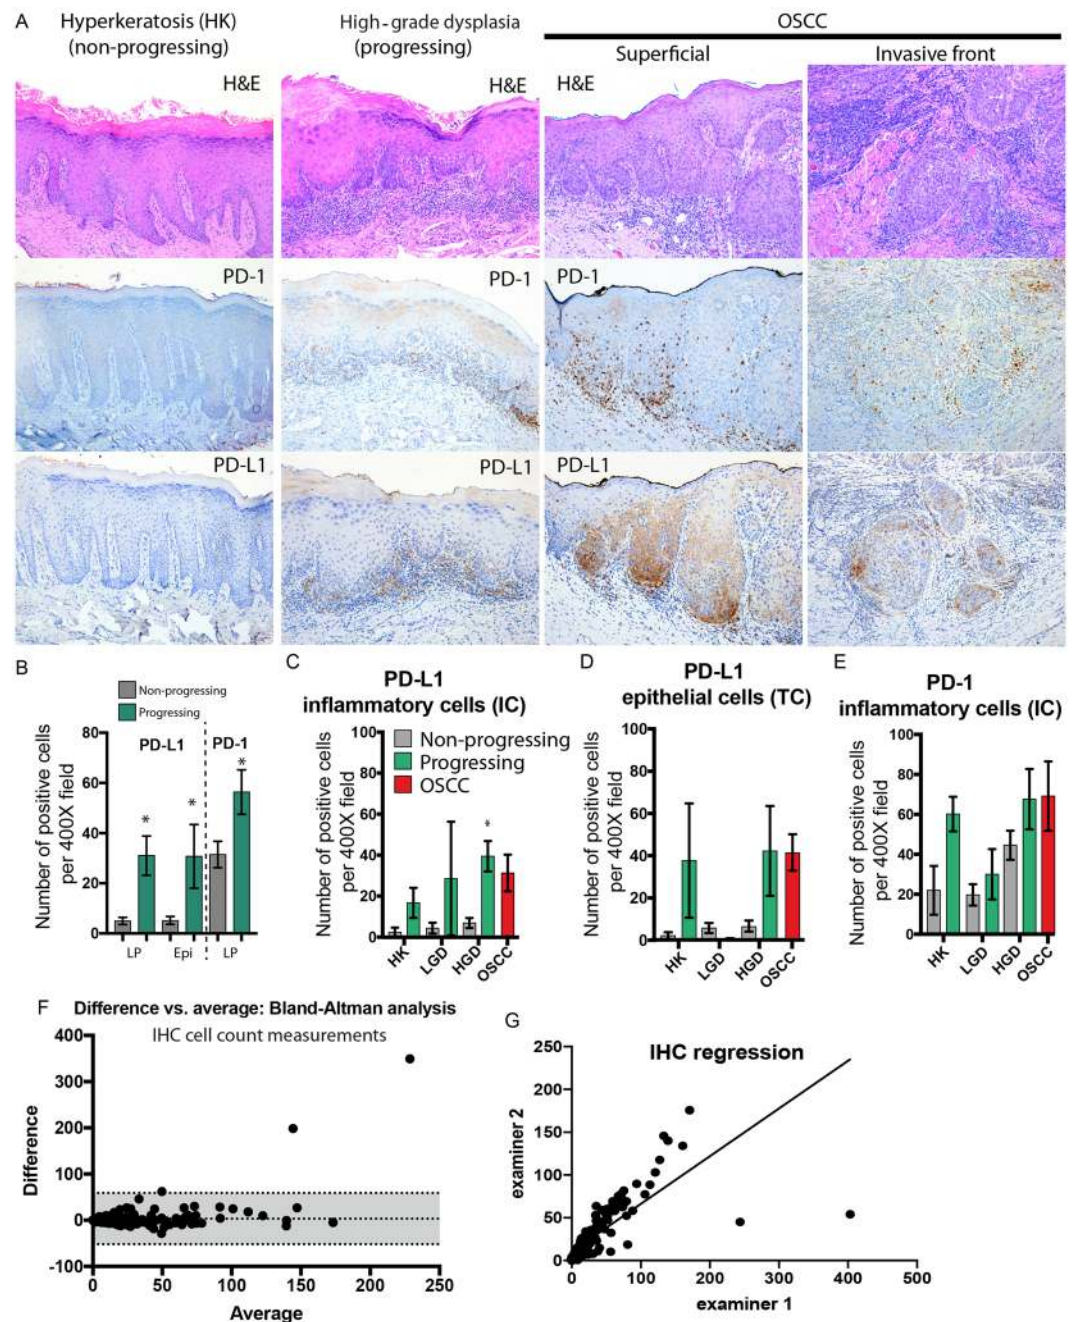 A
Hyperkeratosis (HK)
(non-progressing)
High-grade dysplasia
(progressing)
OSCC
Superficial
Invasive front
H&E
H&E
H&E
PD-1
PD-1
PD-1
PD-L1
PD-L1
PD-L1
B
Non-progressing
Progressing
PD-L1
PD-1
Number of positive cells
per 400X field
80
60
40
20
0
*
*
*
LP
Epi
LP
C
PD-L1
inflammatory cells (IC)
Number of positive cells
per 400X field
100
80
60
40
20
0
Non-progressing
Progressing
OSCC
*
HK
LGD
HGD
OSCC
D
PD-L1
epithelial cells (TC)
Number of positive cells
per 400X field
100
80
60
40
20
0
HK
LGD
HGD
OSCC
E
PD-1
inflammatory cells (IC)
Number of positive cells
per 400X field
100
80
60
40
20
0
HK
LGD
HGD
OSCC
F
Difference vs. average: Bland-Altman analysis
IHC cell count measurements
Difference
400
300
200
100
0
-100
0
50
100
150
200
250
Average
G
IHC regression
examiner 2
250
200
150
100
50
0
0
100
200
300
400
500
examiner 1